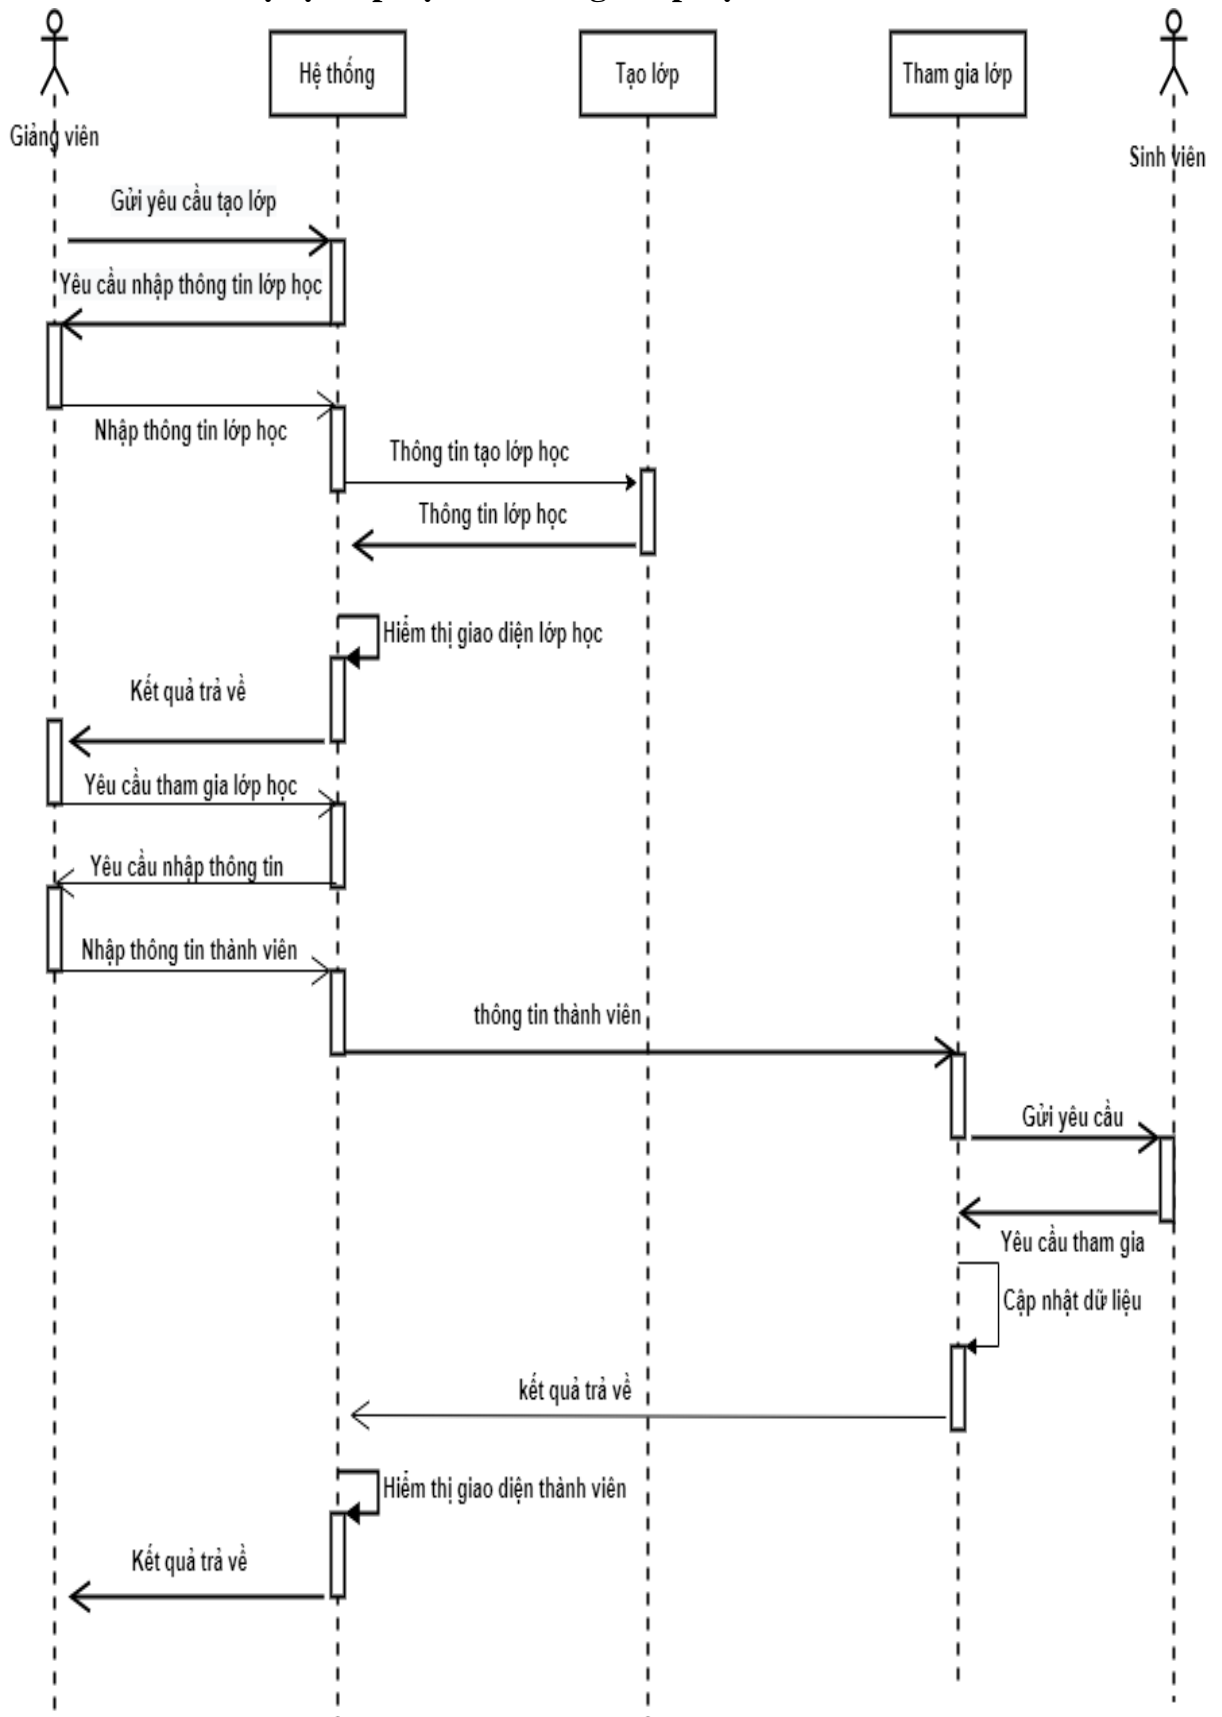 Hệ thống
Tạo lớp
Tham gia lớp
Giảng viên
Sinh viên
Gửi yêu cầu tạo lớp
Yêu cầu nhập thông tin lớp học
Nhập thông tin lớp học
Thông tin tạo lớp học
Thông tin lớp học
Hiểm thị giao diện lớp học
Kết quả trả về
Yêu cầu tham gia lớp học
Yêu cầu nhập thông tin
Nhập thông tin thành viên
thông tin thành viên
Gửi yêu cầu
Yêu cầu tham gia
Cập nhật dữ liệu
kết quả trả về
Hiểm thị giao diện thành viên
Kết quả trả về